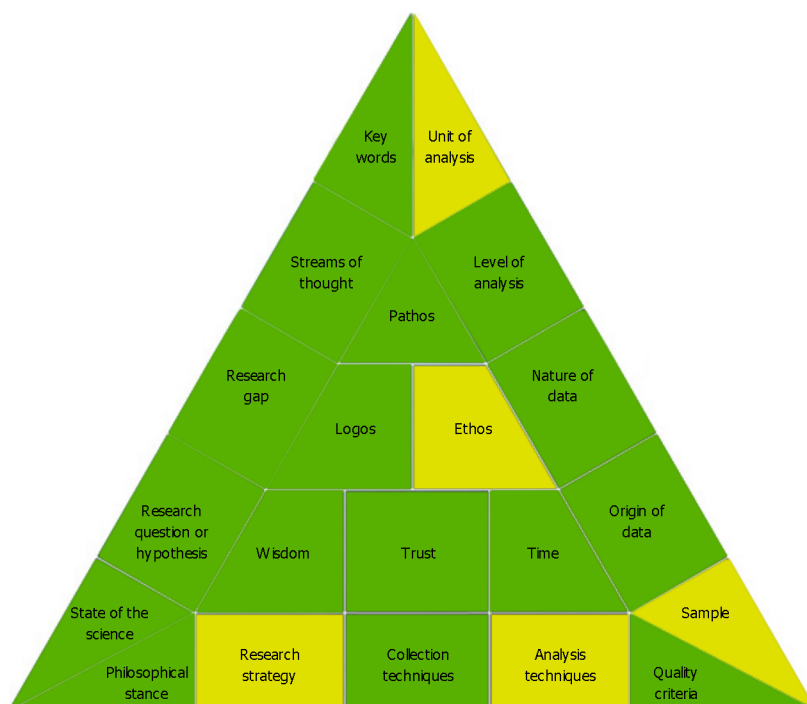 Key
words
Unit of
analysis
Streams of
thought
Level of
analysis
Pathos
Research
gap
Nature of
data
Logos
Ethos
Research
question or
hypothesis
Origin of
data
Wisdom
Trust
Time
State of the
science
Sample
Philosophical
stance
Research
strategy
Collection
techniques
Analysis
techniques
Quality
criteria